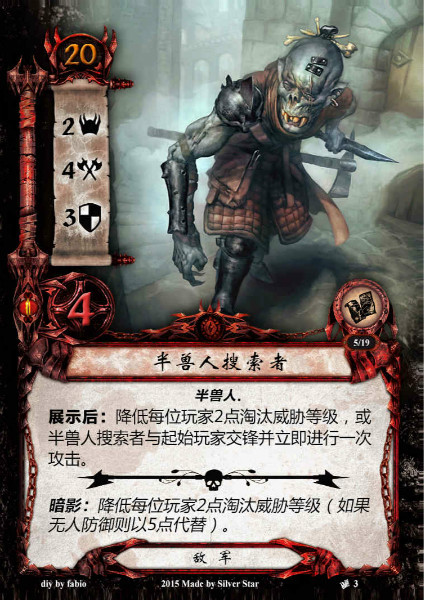 20
2
4
3
4
5/19
半兽人搜索者
半兽人.
展示后：降低每位玩家2点淘汰威胁等级，或
半兽人搜索者与起始玩家交锋并立即进行一次
攻击。
暗影：降低每位玩家2点淘汰威胁等级（如果
无人防御则以5点代替）。
敌军
diy by fabio
2015 Made by Silver Star
3